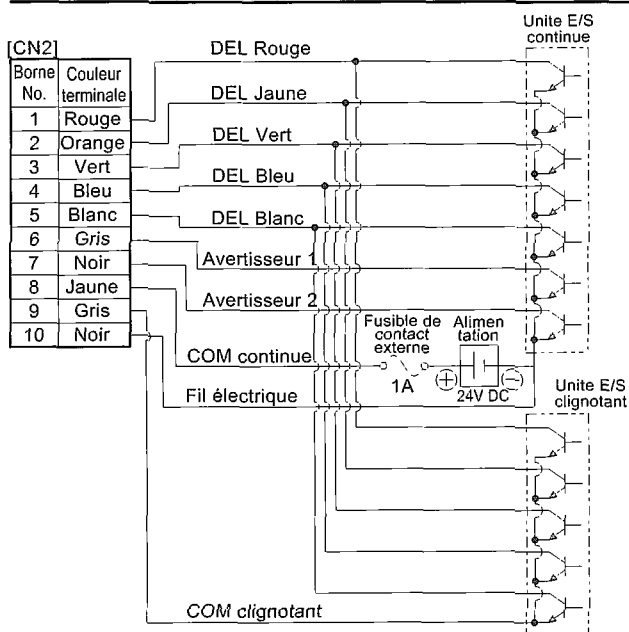 Unite E/S
continue
[CN2]
DEL Rouge
Borne No.
Couleur terminale
1 Rouge
DEL Jaune
2 Orange
DEL Vert
3 Vert
DEL Bleu
4 Bleu
DEL Blanc
5 Blanc
6 Gris
Avertisseur 1
7 Noir
8 Jaune
Avertisseur 2
9 Gris
10 Noir
Fusible de
contact
externe
1A
Alimen
tation
+
−
24V DC
COM continue
Fil électrique
Unite E/S
clignotant
COM clignotant